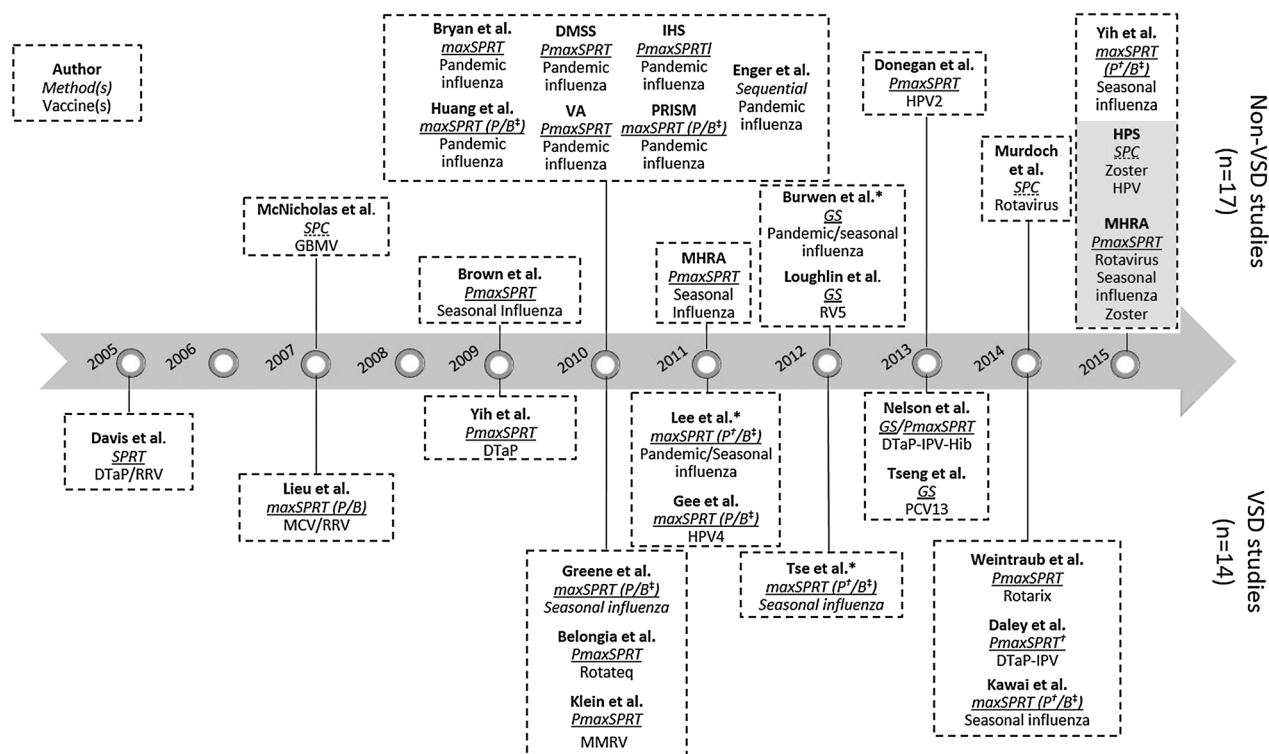 Author
Method(s)
Vaccine(s)
Bryan et al.
maxSPRT
Pandemic
influenza
Huang et al.
maxSPRT (P/B‡)
Pandemic
influenza
DMSS
PmaxSPRT
Pandemic
influenza
VA
PmaxSPRT
Pandemic
influenza
IHS
PmaxSPRTl
Pandemic
influenza
PRISM
maxSPRT (P/B‡)
Pandemic
influenza
Enger et al.
Sequential
Pandemic
influenza
Donegan et al.
PmaxSPRT
HPV2
Murdoch
et al.
SPC
Rotavirus
Yih et al.
maxSPRT
(P†/B‡)
Seasonal
influenza
HPS
SPC
Zoster
HPV
MHRA
PmaxSPRT
Rotavirus
Seasonal
influenza
Zoster
Non-VSD studies
(n=17)
McNicholas et al.
SPC
GBMV
Brown et al.
PmaxSPRT
Seasonal Influenza
MHRA
PmaxSPRT
Seasonal
Influenza
Burwen et al.*
GS
Pandemic/seasonal
influenza
Loughlin et al.
GS
RV5
2005
2006
2007
2008
2009
2010
2011
2012
2013
2014
2015
Davis et al.
SPRT
DTaP/RRV
Lieu et al.
maxSPRT (P/B)
MCV/RRV
Yih et al.
PmaxSPRT
DTaP
Greene et al.
maxSPRT (P/B‡)
Seasonal influenza
Belongia et al.
PmaxSPRT
Rotateq
Klein et al.
PmaxSPRT
MMRV
Lee et al.*
maxSPRT (P†/B‡)
Pandemic/Seasonal
influenza
Gee et al.
maxSPRT (P/B‡)
HPV4
Tse et al.*
maxSPRT (P†/B‡)
Seasonal influenza
Nelson et al.
GS/PmaxSPRT
DTaP-IPV-Hib
Tseng et al.
GS
PCV13
Weintraub et al.
PmaxSPRT
Rotarix
Daley et al.
PmaxSPRT†
DTaP-IPV
Kawai et al.
maxSPRT (P†/B‡)
Seasonal influenza
VSD studies
(n=14)